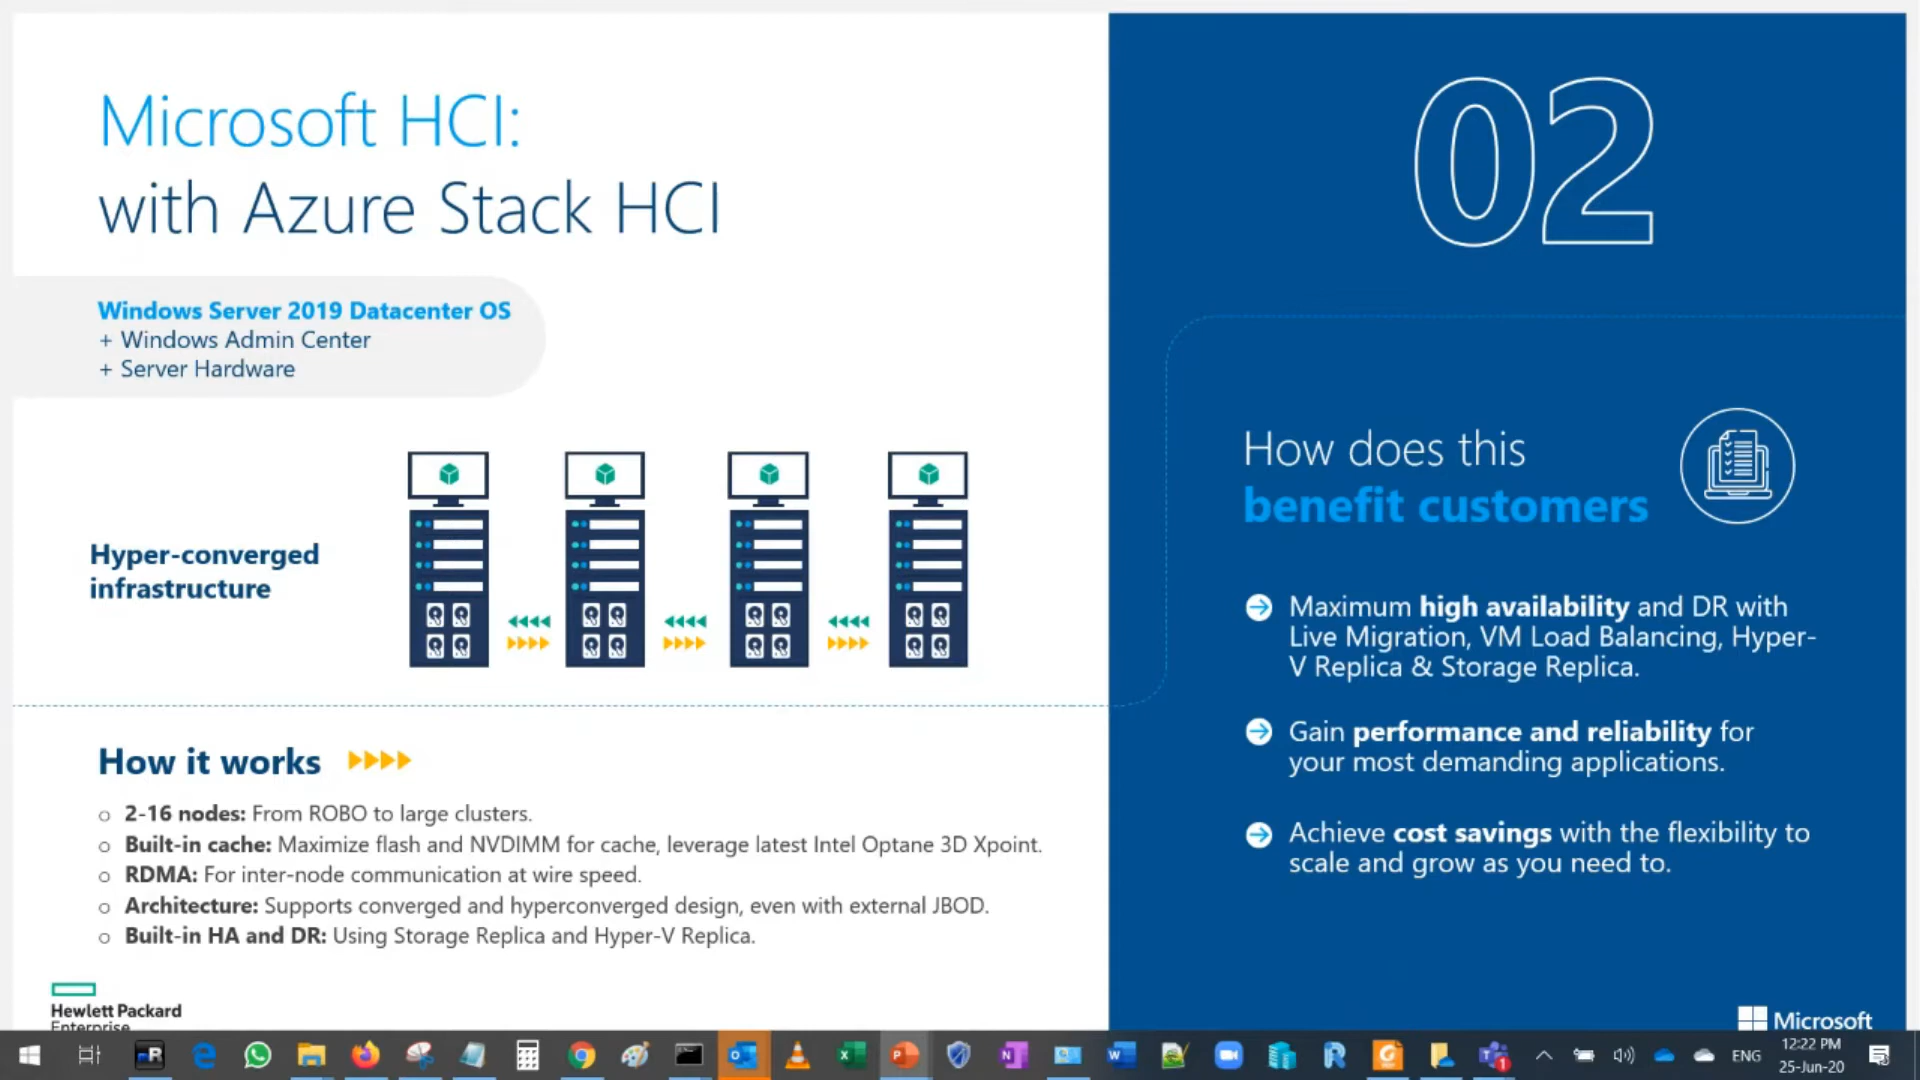 Microsoft HCI:
with Azure Stack HCI
Windows Server 2019 Datacenter OS
+ Windows Admin Center
+ Server Hardware
Hyper-converged
infrastructure
How it works
2-16 nodes: From ROBO to large clusters.
Built-in cache: Maximize flash and NVDIMM for cache, leverage latest Intel Optane 3D Xpoint.
RDMA: For inter-node communication at wire speed.
Architecture: Supports converged and hyperconverged design, even with external JBOD.
Built-in HA and DR: Using Storage Replica and Hyper-V Replica.
Hewlett Packard
Enterprise
02
How does this
benefit customers
Maximum high availability and DR with
Live Migration, VM Load Balancing, Hyper-
V Replica & Storage Replica.
Gain performance and reliability for
your most demanding applications.
Achieve cost savings with the flexibility to
scale and grow as you need to.
Microsoft
ENG
12:22 PM
25-Jun-20